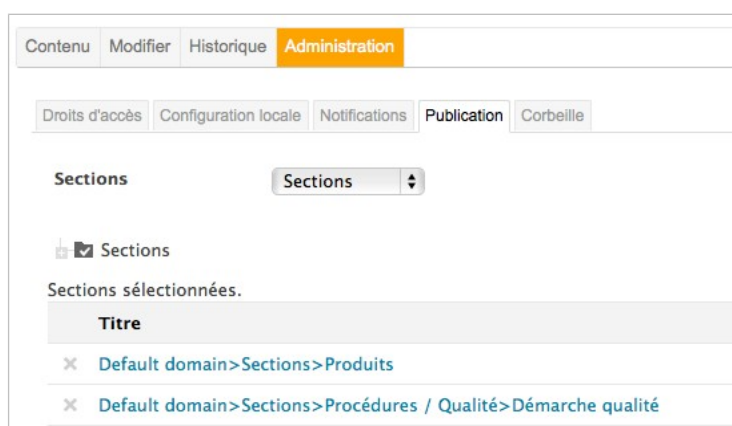 Contenu Modifier Historique Administration
Droits d'accès Configuration locale Notifications Publication Corbeille
Sections Sections
Sections
Sections sélectionnées.
Titre
Default domain>Sections>Produits
Default domain>Sections>Procédures / Qualité>Démarche qualité